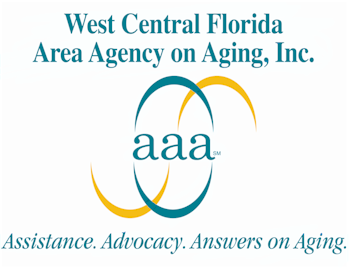 West Central Florida
Area Agency on Aging, Inc.
aaa SM
Assistance. Advocacy. Answers on Aging.